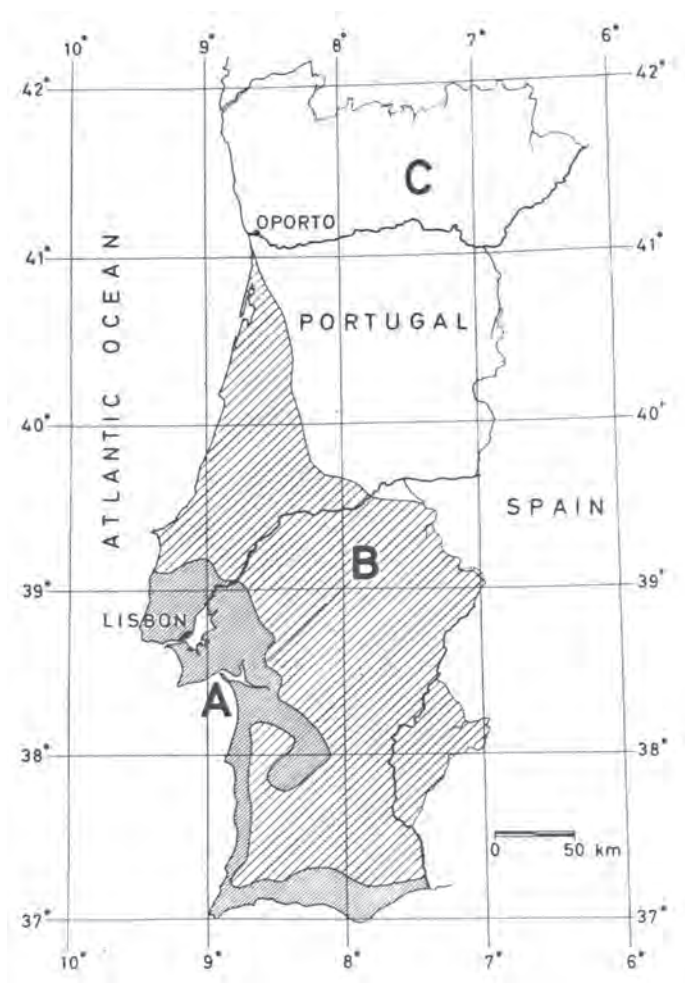 10° 9° 8° 7° 6°
42° 42°
C
OPORTO
41° 41°
ATLANTIC OCEAN
PORTUGAL
40° 40°
SPAIN
B
39° 39°
LISBON
A
38° 38°
0 50 km
37° 37°
10° 9° 8° 7° 6°